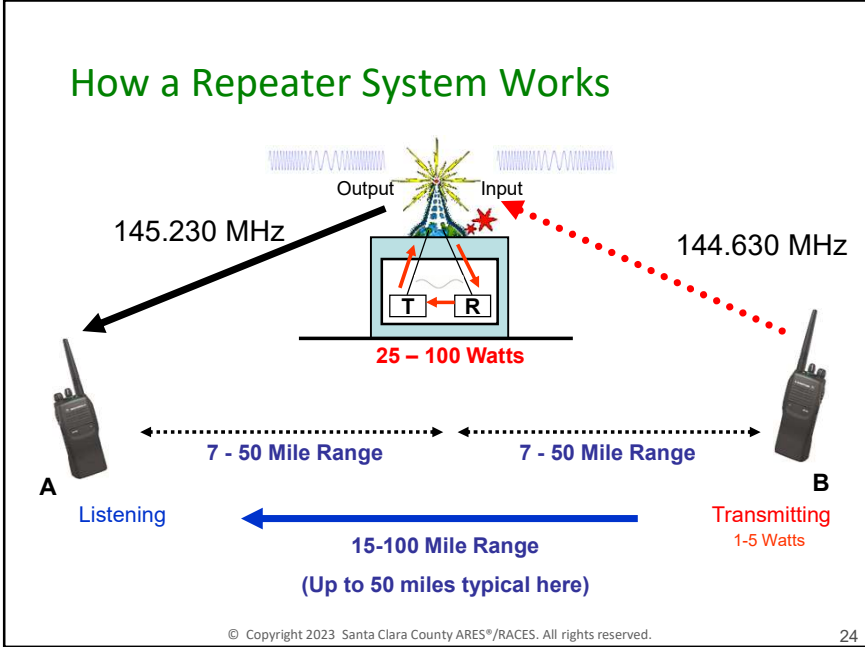 How a Repeater System Works
Output
Input
145.230 MHz
144.630 MHz
T
R
25 – 100 Watts
7 - 50 Mile Range
7 - 50 Mile Range
A
B
Listening
Transmitting
1-5 Watts
15-100 Mile Range
(Up to 50 miles typical here)
© Copyright 2023 Santa Clara County ARES®/RACES. All rights reserved.
24